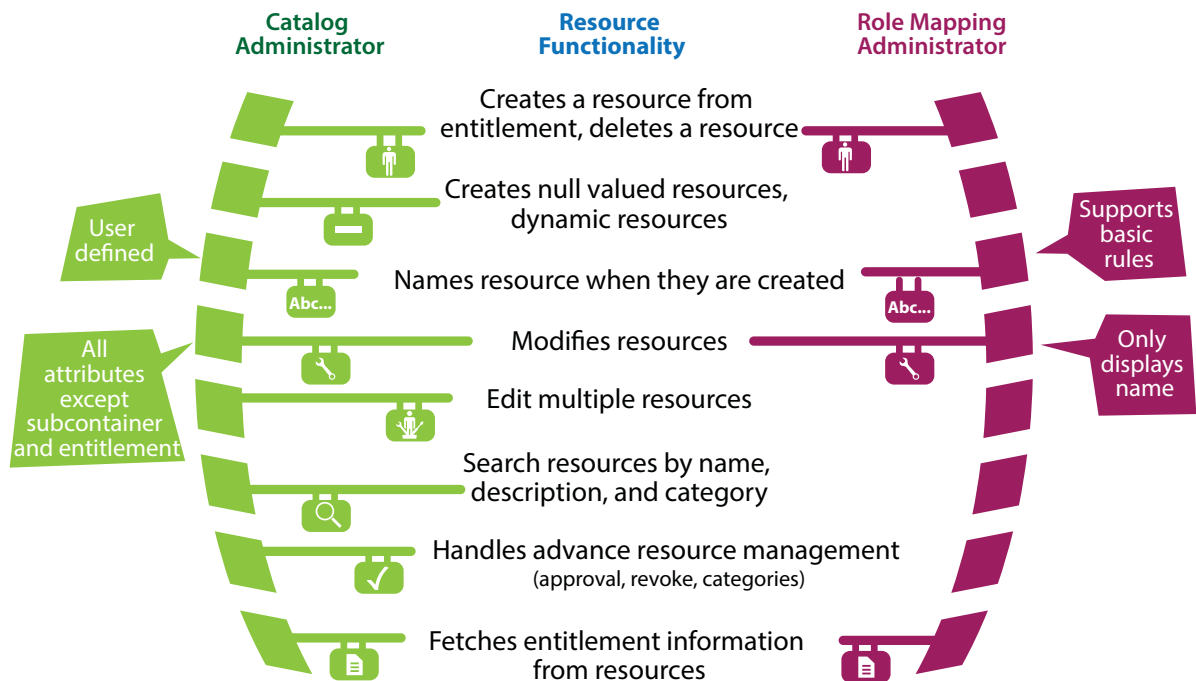 Catalog
Administrator
Resource
Functionality
Role Mapping
Administrator
Creates a resource from
entitlement, deletes a resource
Creates null valued resources,
dynamic resources
User
defined
Supports
basic
rules
Names resource when they are created
Abc...
Abc...
Modifies resources
All
attributes
except
subcontainer
and entitlement
Only
displays
name
Edit multiple resources
Search resources by name,
description, and category
Handles advance resource management
(approval, revoke, categories)
Fetches entitlement information
from resources